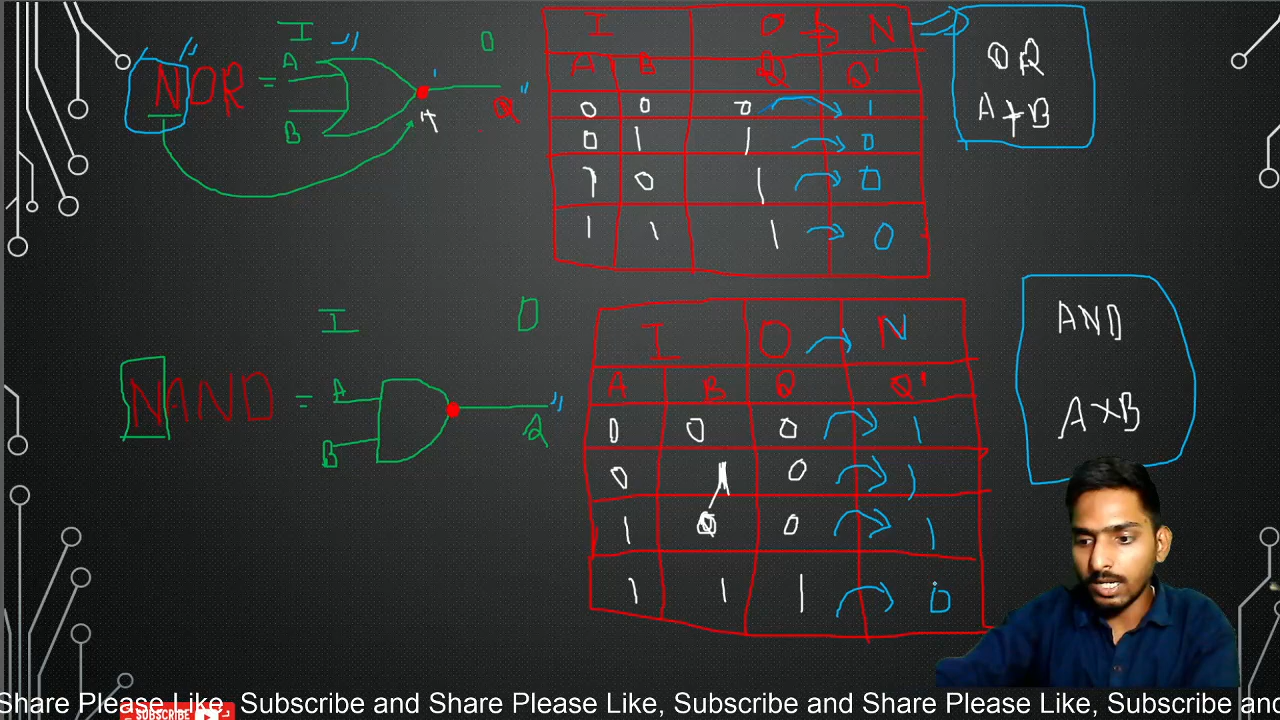 I O
NOR = A
B
Q
I O N
A B Q Q'
0 0 0 1
0 1 1 0
1 0 1 0
1 1 1 0
OR
A+B
I O
NAND = A
B
Q
I O N
A B Q Q'
0 0 0 1
0 1 0 1
1 0 0 1
1 1 1 0
AND
A×B
Share Please Like, Subscribe and Share Please Like, Subscribe and Share Please Like, Subscribe and
SUBSCRIBE